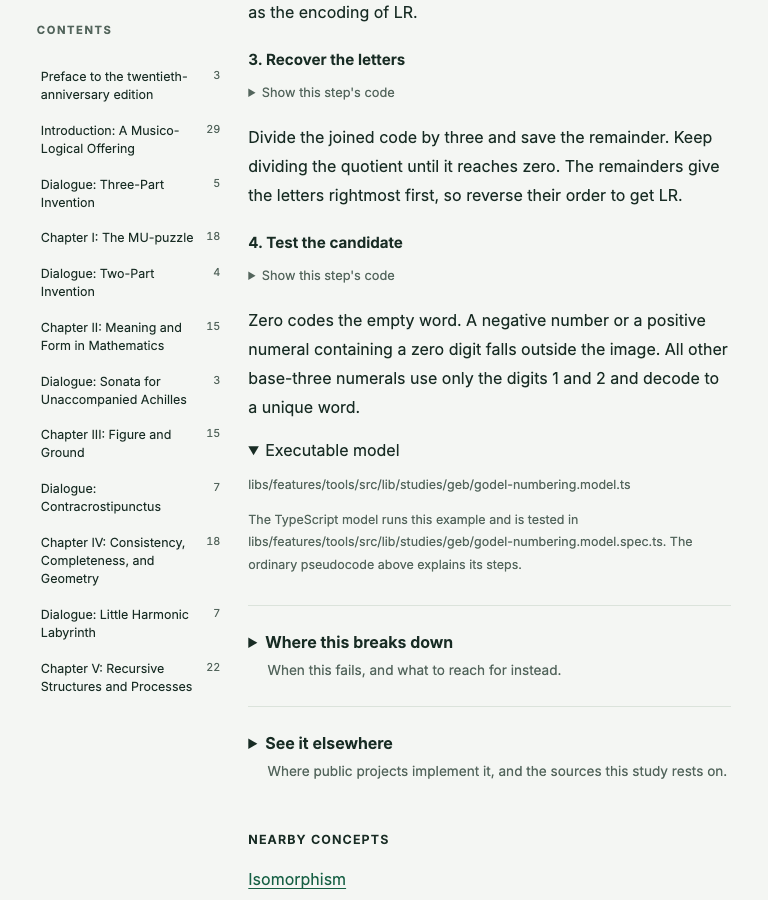 CONTENTS
Preface to the twentieth-
anniversary edition
3
Introduction: A Musico-
Logical Offering
29
Dialogue: Three-Part
Invention
5
Chapter I: The MU-puzzle
18
Dialogue: Two-Part
Invention
4
Chapter II: Meaning and
Form in Mathematics
15
Dialogue: Sonata for
Unaccompanied Achilles
3
Chapter III: Figure and
Ground
15
Dialogue:
Contracrostipunctus
7
Chapter IV: Consistency,
Completeness, and
Geometry
18
Dialogue: Little Harmonic
Labyrinth
7
Chapter V: Recursive
Structures and Processes
22
as the encoding of LR.
3. Recover the letters
Show this step's code
Divide the joined code by three and save the remainder. Keep
dividing the quotient until it reaches zero. The remainders give
the letters rightmost first, so reverse their order to get LR.
4. Test the candidate
Show this step's code
Zero codes the empty word. A negative number or a positive
numeral containing a zero digit falls outside the image. All other
base-three numerals use only the digits 1 and 2 and decode to
a unique word.
Executable model
libs/features/tools/src/lib/studies/geb/godel-numbering.model.ts
The TypeScript model runs this example and is tested in
libs/features/tools/src/lib/studies/geb/godel-numbering.model.spec.ts. The
ordinary pseudocode above explains its steps.
Where this breaks down
When this fails, and what to reach for instead.
See it elsewhere
Where public projects implement it, and the sources this study rests on.
NEARBY CONCEPTS
Isomorphism